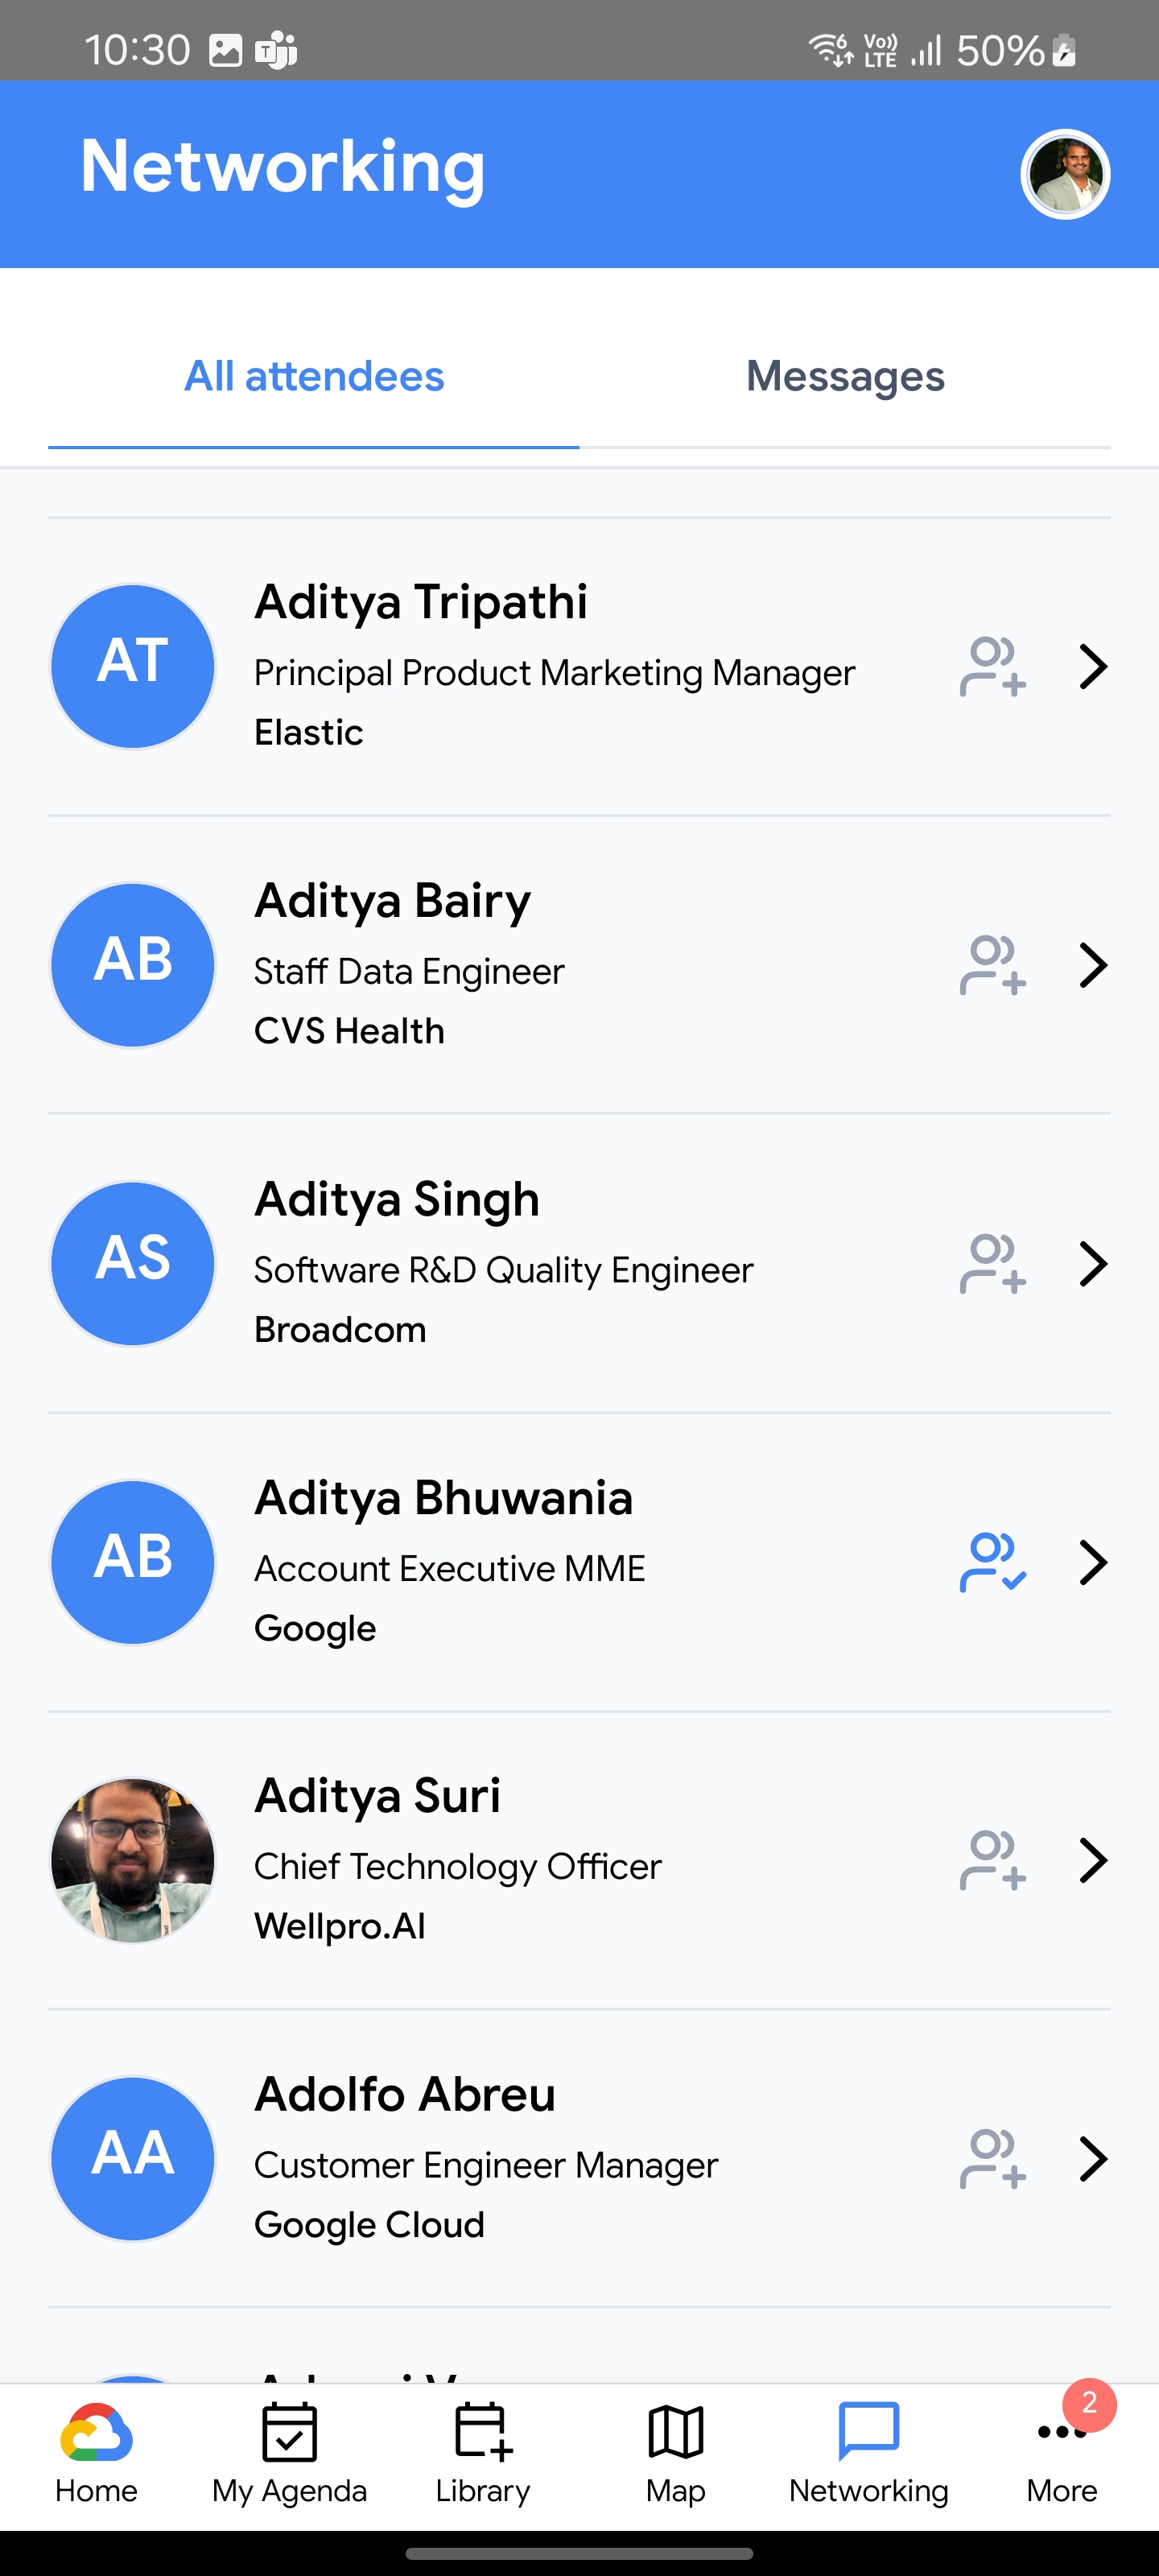 10:30
Vo)) LTE
50%
Networking
All attendees
Messages
AT
Aditya Tripathi
Principal Product Marketing Manager
Elastic
AB
Aditya Bairy
Staff Data Engineer
CVS Health
AS
Aditya Singh
Software R&D Quality Engineer
Broadcom
AB
Aditya Bhuwania
Account Executive MME
Google
Aditya Suri
Chief Technology Officer
Wellpro.AI
AA
Adolfo Abreu
Customer Engineer Manager
Google Cloud
2
Home
My Agenda
Library
Map
Networking
More